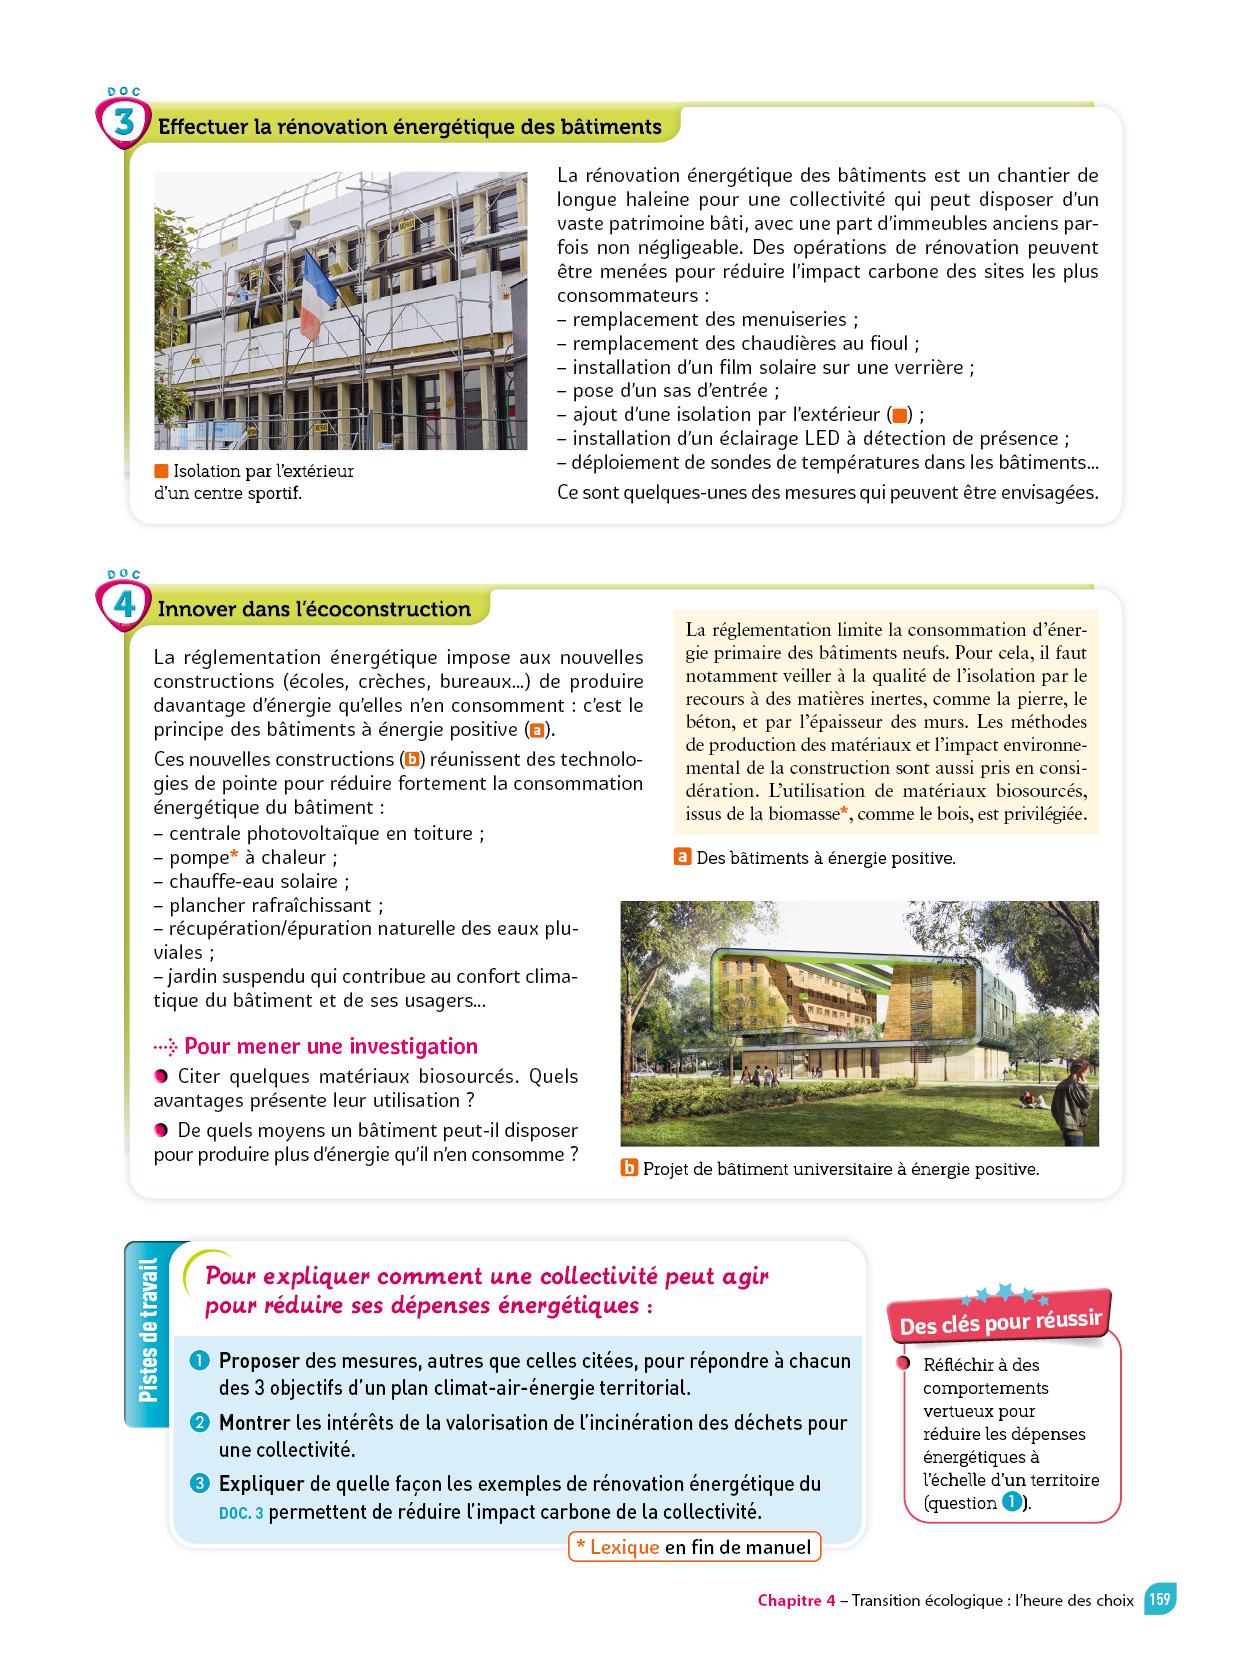 DOC
3
Effectuer la rénovation énergétique des bâtiments
La rénovation énergétique des bâtiments est un chantier de
longue haleine pour une collectivité qui peut disposer d'un
vaste patrimoine bâti, avec une part d'immeubles anciens par-
fois non négligeable. Des opérations de rénovation peuvent
être menées pour réduire l'impact carbone des sites les plus
consommateurs :
– remplacement des menuiseries ;
– remplacement des chaudières au fioul ;
– installation d'un film solaire sur une verrière ;
– pose d'un sas d'entrée ;
– ajout d'une isolation par l'extérieur (■) ;
– installation d'un éclairage LED à détection de présence ;
– déploiement de sondes de températures dans les bâtiments...
Ce sont quelques-unes des mesures qui peuvent être envisagées.
■ Isolation par l'extérieur
d'un centre sportif.
DOC
4
Innover dans l'écoconstruction
La réglementation énergétique impose aux nouvelles
constructions (écoles, crèches, bureaux...) de produire
davantage d'énergie qu'elles n'en consomment : c'est le
principe des bâtiments à énergie positive (a).
Ces nouvelles constructions (b) réunissent des technolo-
gies de pointe pour réduire fortement la consommation
énergétique du bâtiment :
– centrale photovoltaïque en toiture ;
– pompe* à chaleur ;
– chauffe-eau solaire ;
– plancher rafraîchissant ;
– récupération/épuration naturelle des eaux plu-
viales ;
– jardin suspendu qui contribue au confort clima-
tique du bâtiment et de ses usagers...
Pour mener une investigation
Citer quelques matériaux biosourcés. Quels
avantages présente leur utilisation ?
De quels moyens un bâtiment peut-il disposer
pour produire plus d'énergie qu'il n'en consomme ?
La réglementation limite la consommation d'éner-
gie primaire des bâtiments neufs. Pour cela, il faut
notamment veiller à la qualité de l'isolation par le
recours à des matières inertes, comme la pierre, le
béton, et par l'épaisseur des murs. Les méthodes
de production des matériaux et l'impact environne-
mental de la construction sont aussi pris en consi-
dération. L'utilisation de matériaux biosourcés,
issus de la biomasse*, comme le bois, est privilégiée.
a Des bâtiments à énergie positive.
b Projet de bâtiment universitaire à énergie positive.
Pistes de travail
Pour expliquer comment une collectivité peut agir
pour réduire ses dépenses énergétiques :
1 Proposer des mesures, autres que celles citées, pour répondre à chacun
des 3 objectifs d'un plan climat-air-énergie territorial.
2 Montrer les intérêts de la valorisation de l'incinération des déchets pour
une collectivité.
3 Expliquer de quelle façon les exemples de rénovation énergétique du
DOC. 3 permettent de réduire l'impact carbone de la collectivité.
* Lexique en fin de manuel
Des clés pour réussir
Réfléchir à des
comportements
vertueux pour
réduire les dépenses
énergétiques à
l'échelle d'un territoire
(question 1).
Chapitre 4 – Transition écologique : l'heure des choix 159